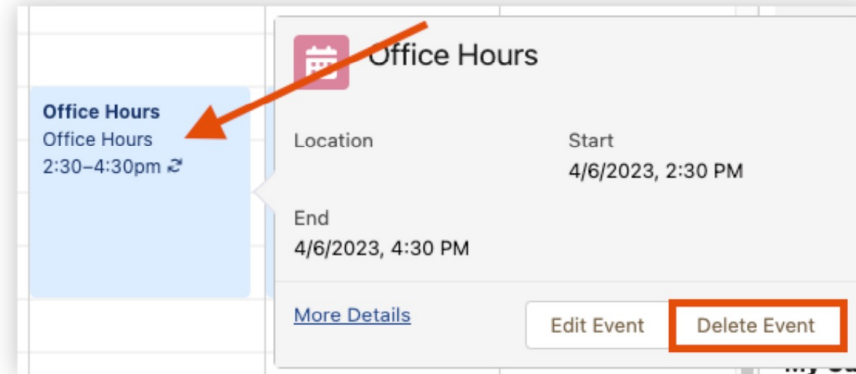 Office Hours
Office Hours
2:30–4:30pm
Office Hours
Location
Start
4/6/2023, 2:30 PM
End
4/6/2023, 4:30 PM
More Details
Edit Event
Delete Event